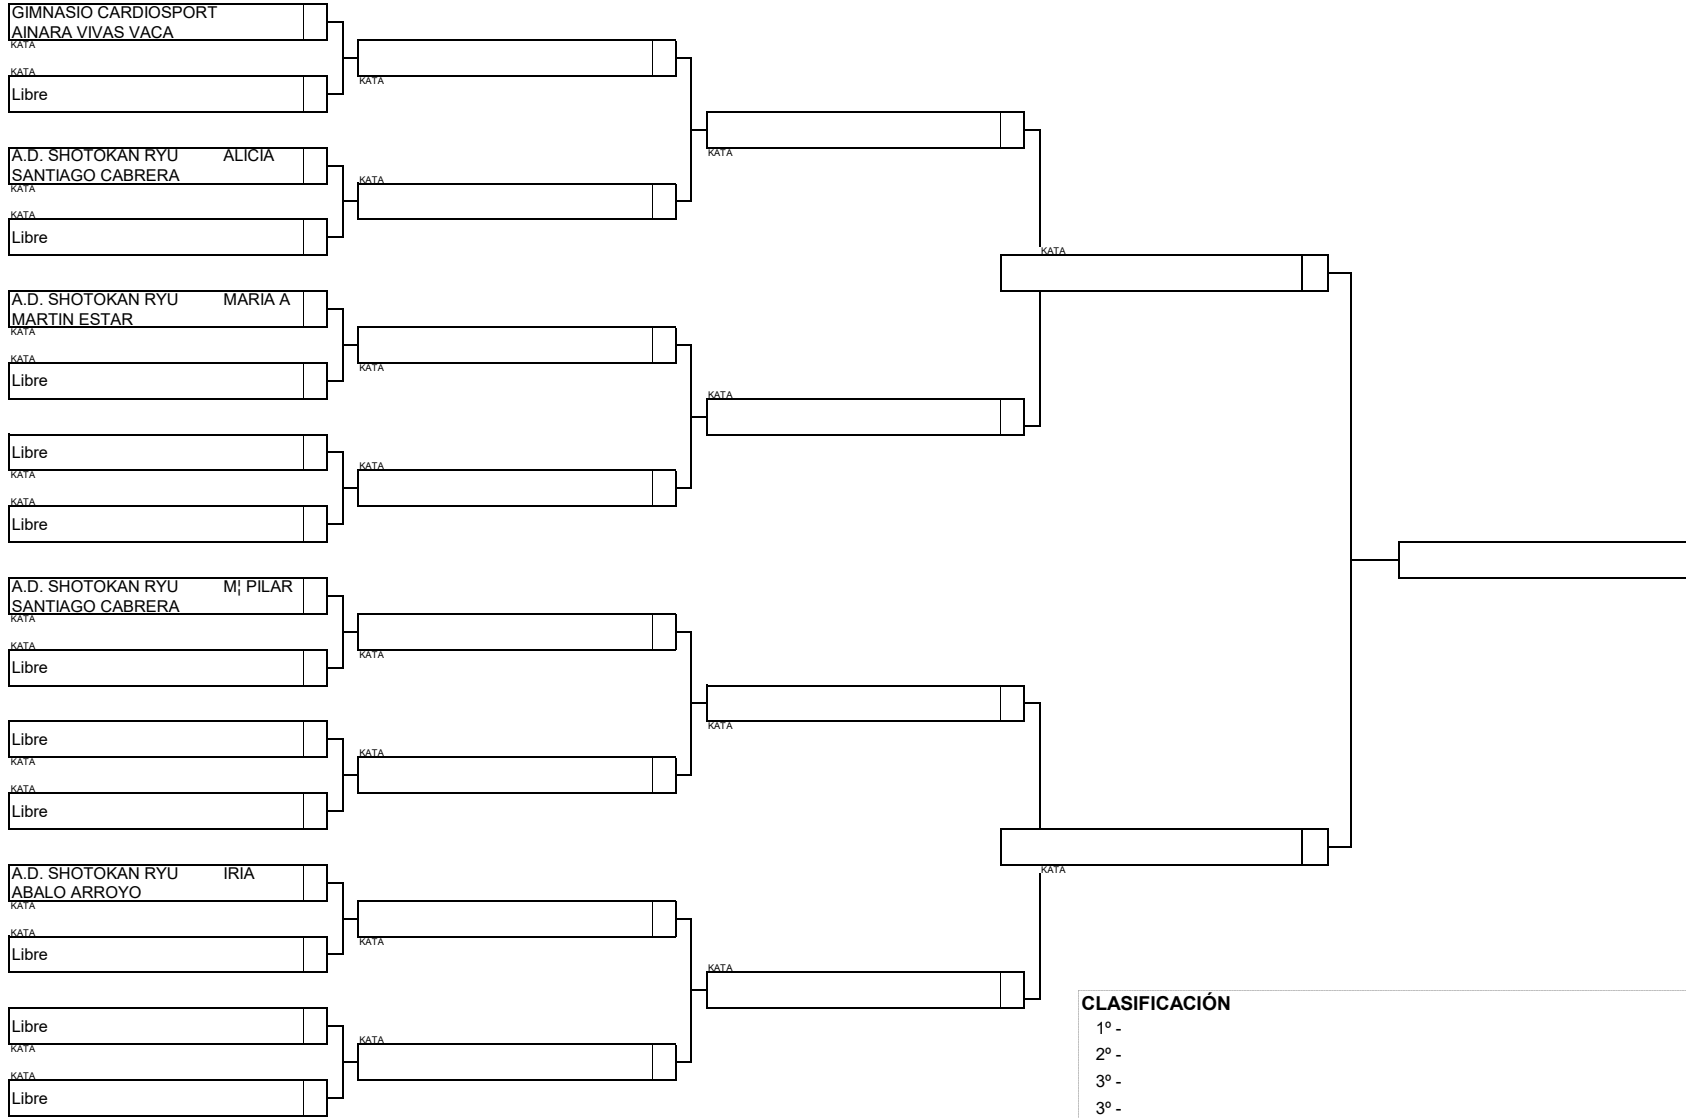 GIMNASIO CARDIOSPORT
AINARA VIVAS VACA
KATA
KATA
Libre
A.D. SHOTOKAN RYU ALICIA
SANTIAGO CABRERA
KATA
KATA
Libre
A.D. SHOTOKAN RYU MARIA A
MARTIN ESTAR
KATA
KATA
Libre
Libre
KATA
KATA
Libre
A.D. SHOTOKAN RYU M¦ PILAR
SANTIAGO CABRERA
KATA
KATA
Libre
Libre
KATA
KATA
Libre
A.D. SHOTOKAN RYU IRIA
ABALO ARROYO
KATA
KATA
Libre
Libre
KATA
KATA
Libre
KATA
KATA
KATA
KATA
KATA
KATA
KATA
KATA
KATA
KATA
KATA
KATA
KATA
KATA
CLASIFICACIÓN
1º -
2º -
3º -
3º -